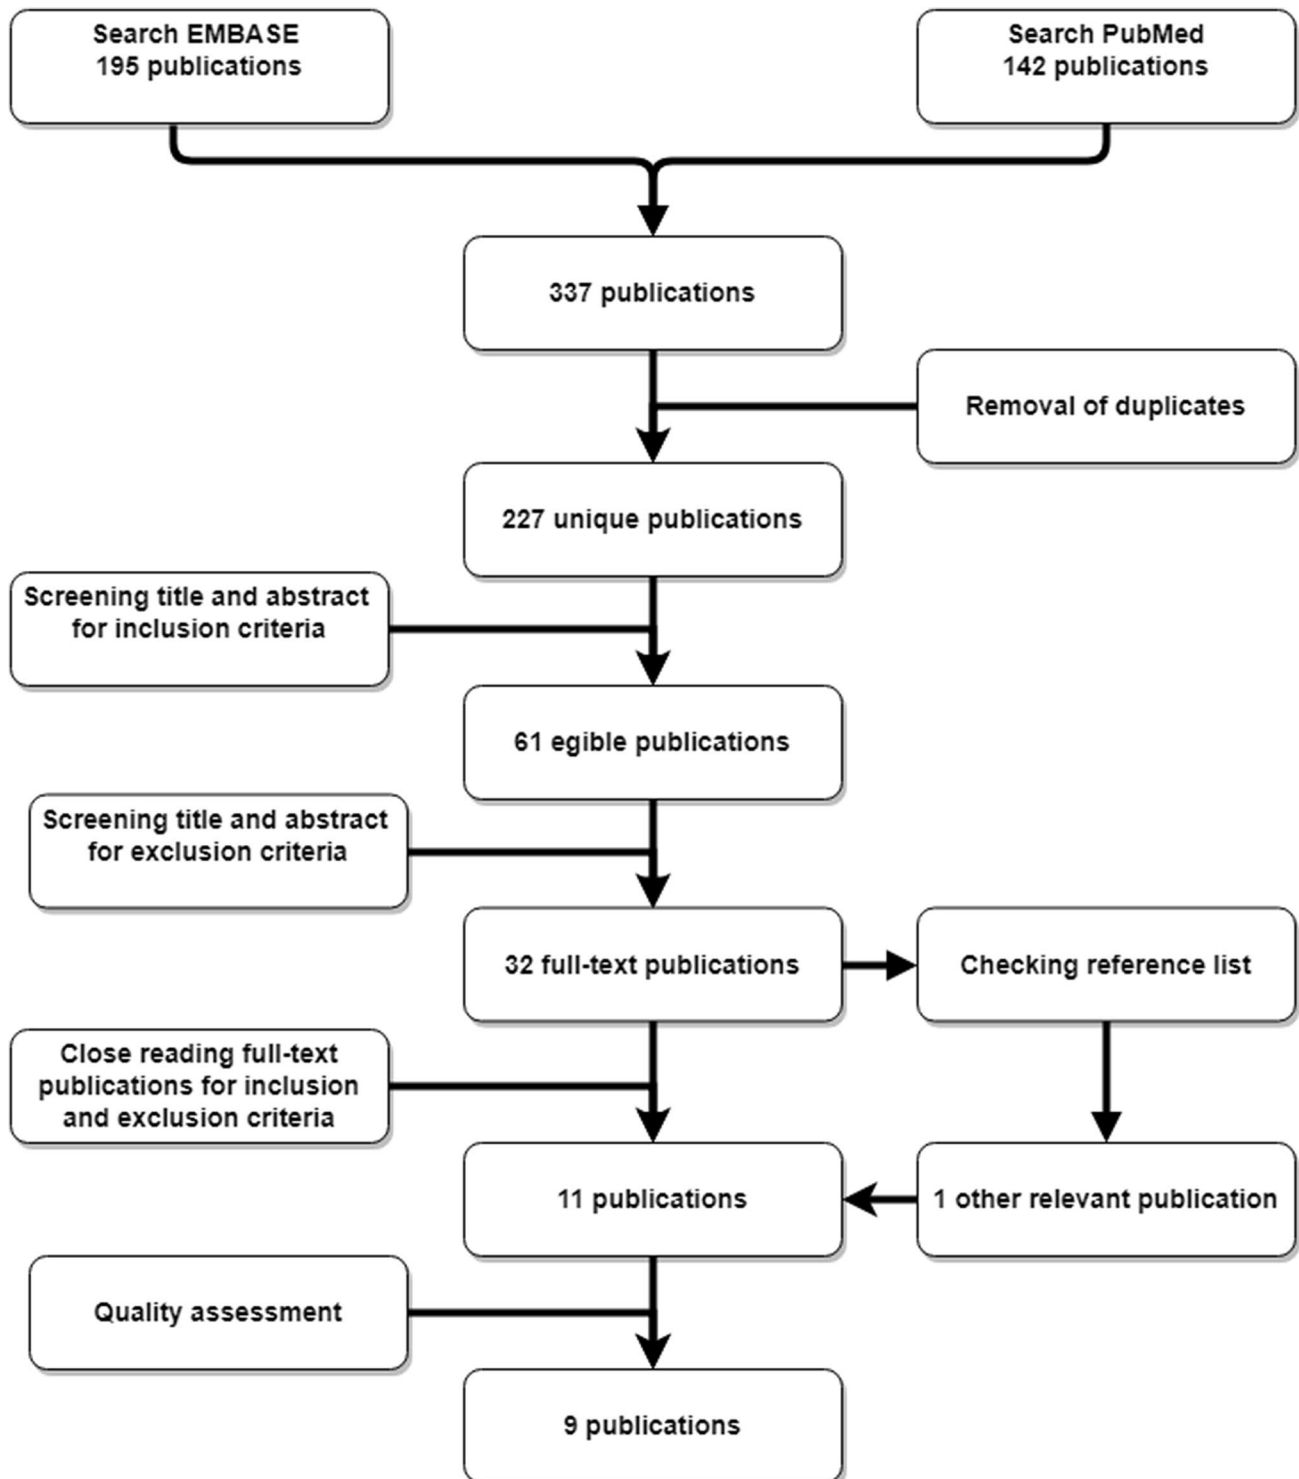 Search EMBASE
195 publications
Search PubMed
142 publications
337 publications
Removal of duplicates
227 unique publications
Screening title and abstract
for inclusion criteria
61 egible publications
Screening title and abstract
for exclusion criteria
32 full-text publications
Checking reference list
Close reading full-text
publications for inclusion
and exclusion criteria
11 publications
1 other relevant publication
Quality assessment
9 publications